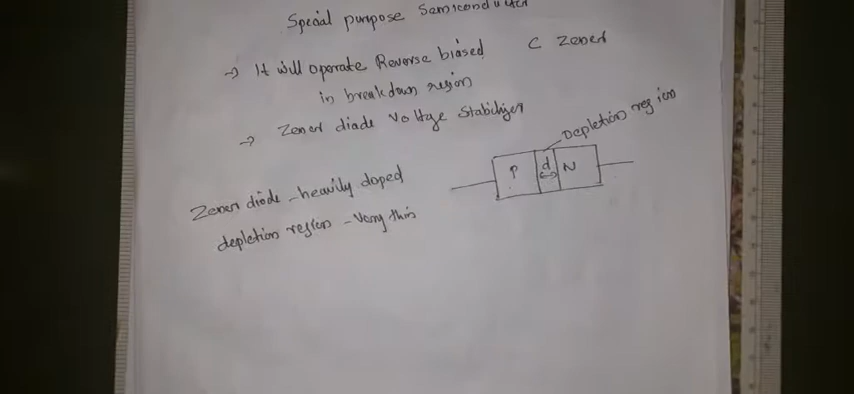 Special purpose Semiconductor
→ It will operate Reverse biased C Zener
in breakdown region
→ Zener diode Voltage Stabilizer
Depletion region
P d N
Zener diode - heavily doped
depletion region - Very thin